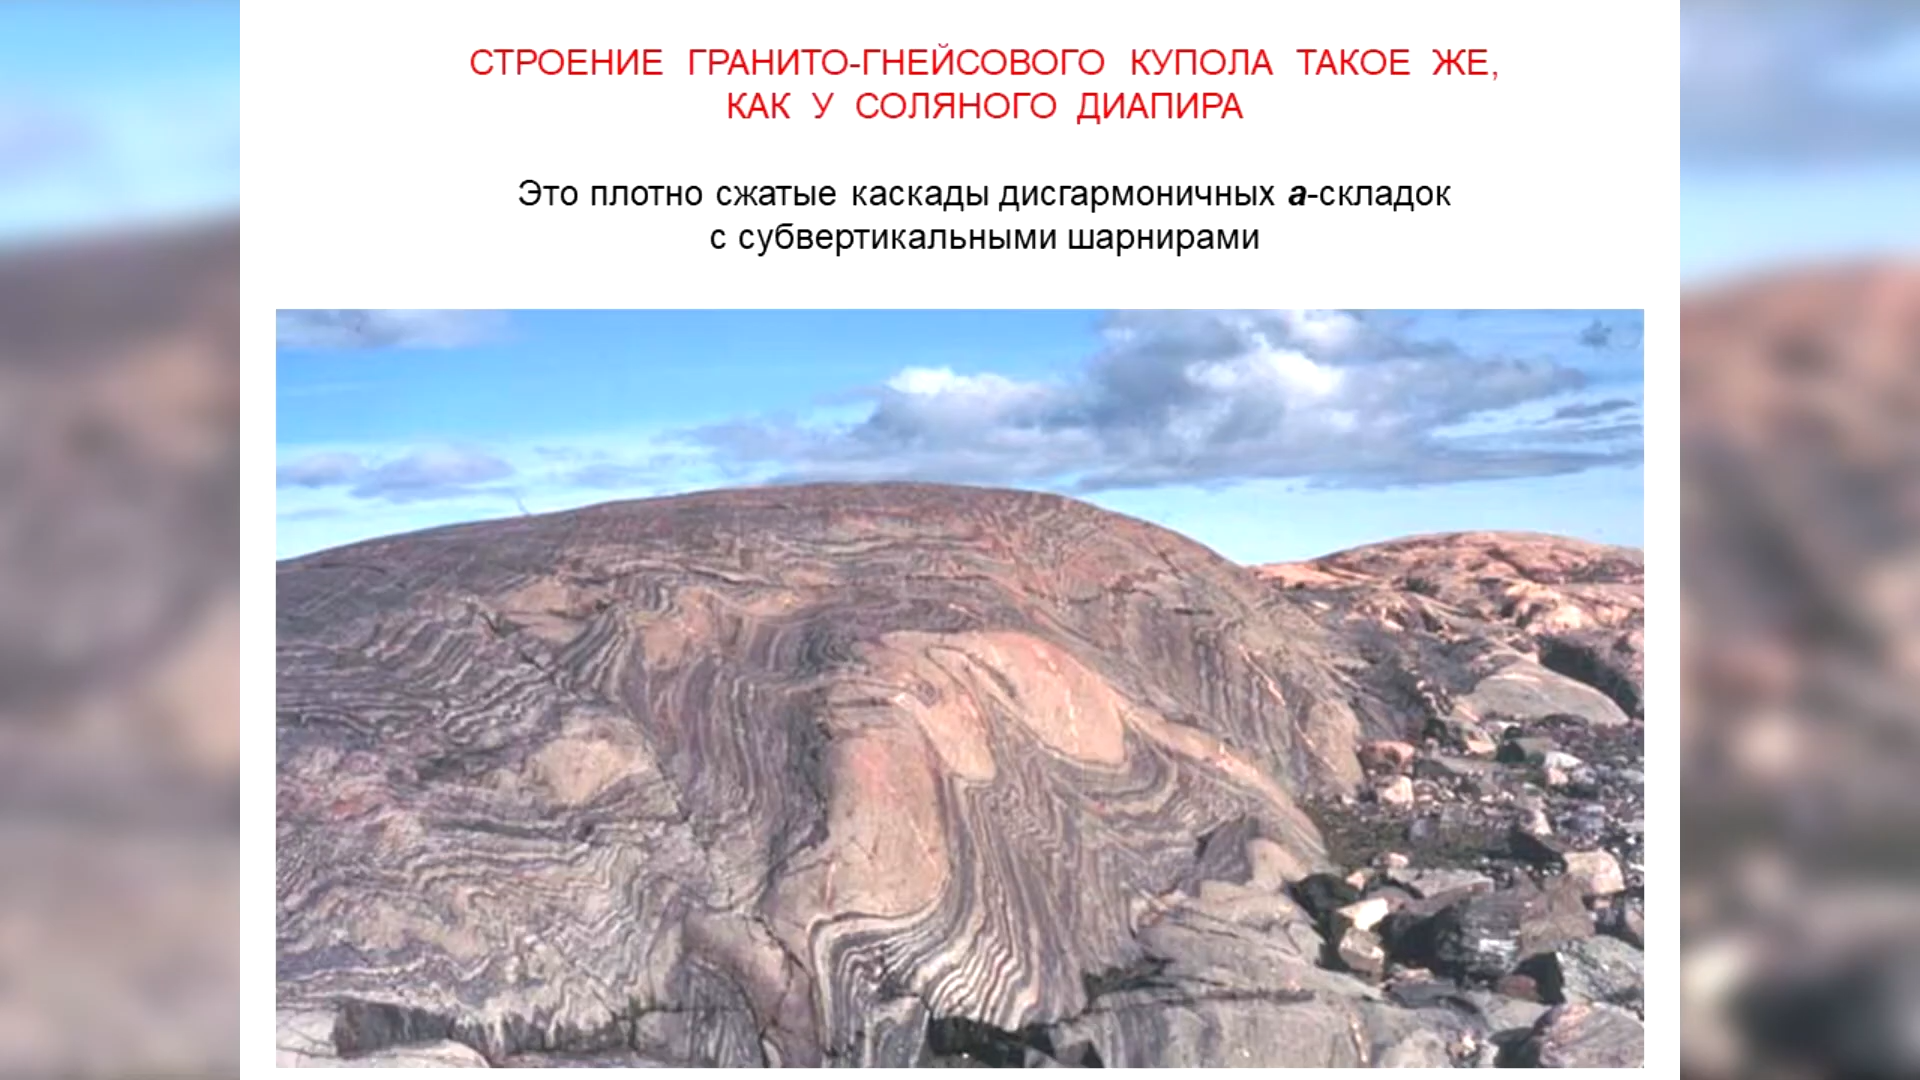 СТРОЕНИЕ ГРАНИТО-ГНЕЙСОВОГО КУПОЛА ТАКОЕ ЖЕ,
КАК У СОЛЯНОГО ДИАПИРА
Это плотно сжатые каскады дисгармоничных а-складок
с субвертикальными шарнирами